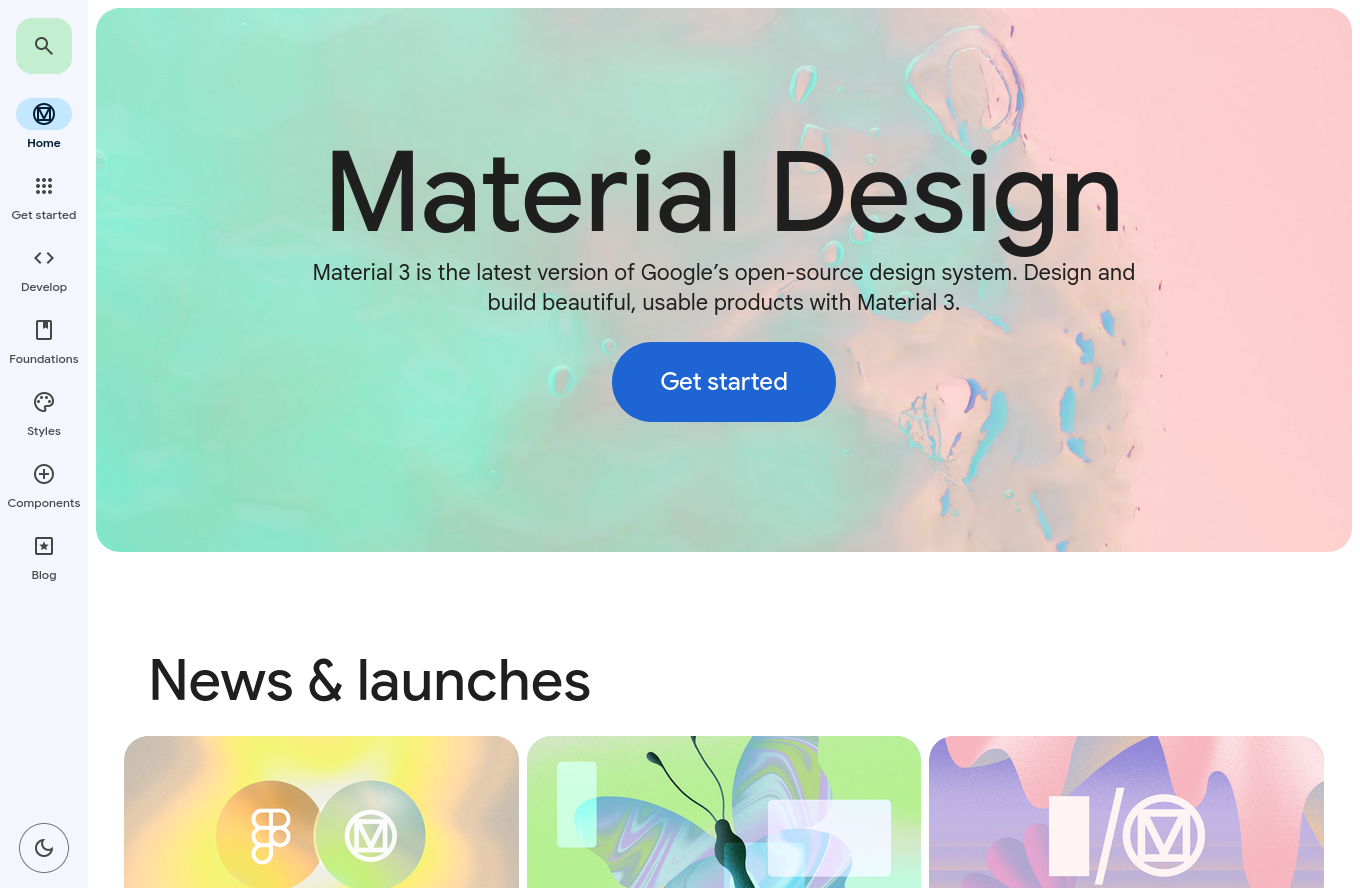 Home
Get started
Develop
Foundations
Styles
Components
Blog
Material Design
Material 3 is the latest version of Google’s open-source design system. Design and
build beautiful, usable products with Material 3.
Get started
News & launches